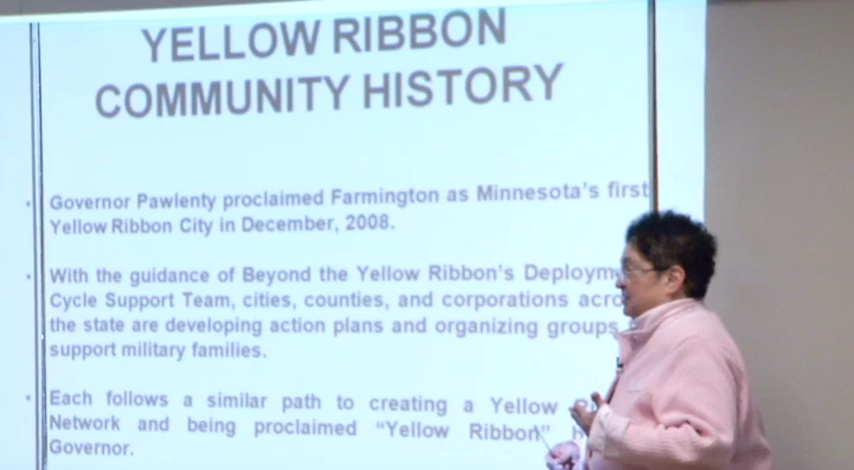 YELLOW RIBBON
COMMUNITY HISTORY
• Governor Pawlenty proclaimed Farmington as Minnesota's first
Yellow Ribbon City in December, 2008.
• With the guidance of Beyond the Yellow Ribbon's
Cycle Support Team, cities, counties, and corporations
the state are developing action plans and organizing groups
support military families.
• Each follows a similar path to creating a Yellow
Network and being proclaimed “Yellow Ribbon”
Governor.